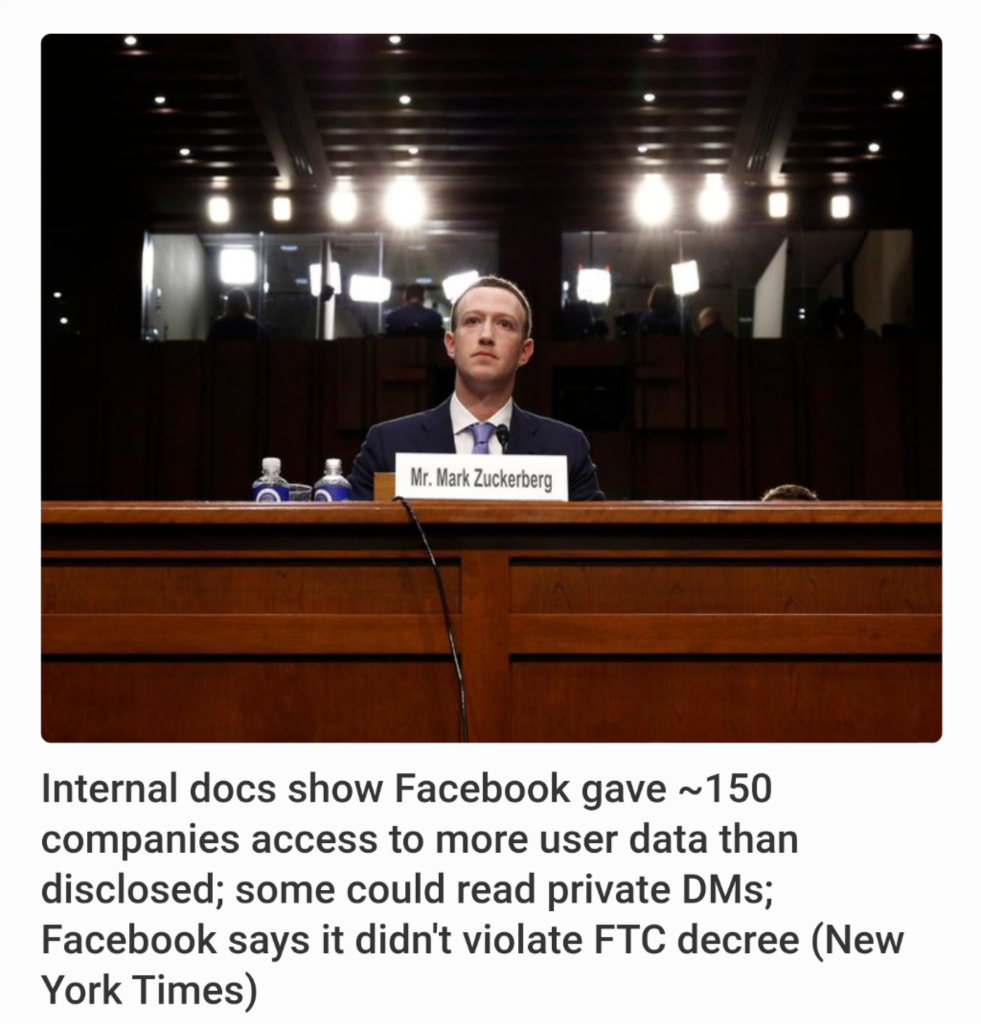 Mr. Mark Zuckerberg
Internal docs show Facebook gave ~150
companies access to more user data than
disclosed; some could read private DMs;
Facebook says it didn't violate FTC decree (New
York Times)